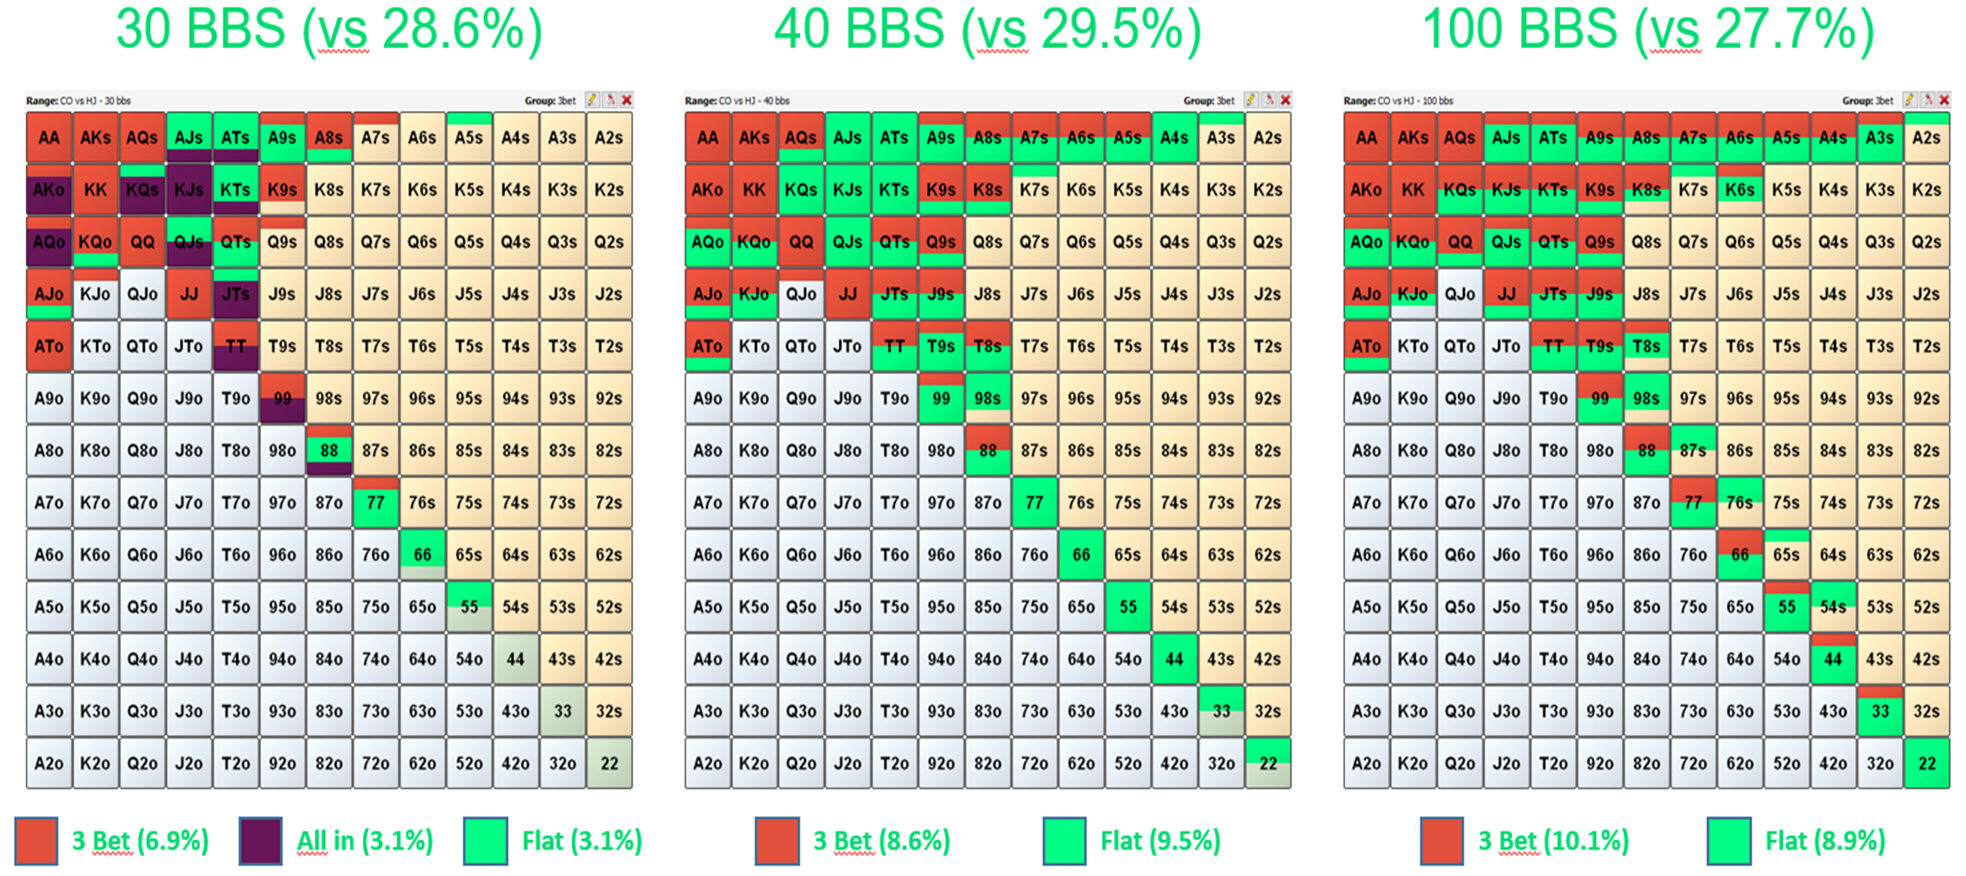 30 BBS (vs 28.6%)
40 BBS (vs 29.5%)
100 BBS (vs 27.7%)
Range: CO vs HJ - 30 bbs Group: 3bet
AA AKs AQs AJs ATs A9s A8s A7s A6s A5s A4s A3s A2s
AKo KK KQs KJs KTs K9s K8s K7s K6s K5s K4s K3s K2s
AQo KQo QQ QJs QTs Q9s Q8s Q7s Q6s Q5s Q4s Q3s Q2s
AJo KJo QJo JJ JTs J9s J8s J7s J6s J5s J4s J3s J2s
ATo KTo QTo JTo TT T9s T8s T7s T6s T5s T4s T3s T2s
A9o K9o Q9o J9o T9o 99 98s 97s 96s 95s 94s 93s 92s
A8o K8o Q8o J8o T8o 98o 88 87s 86s 85s 84s 83s 82s
A7o K7o Q7o J7o T7o 97o 87o 77 76s 75s 74s 73s 72s
A6o K6o Q6o J6o T6o 96o 86o 76o 66 65s 64s 63s 62s
A5o K5o Q5o J5o T5o 95o 85o 75o 65o 55 54s 53s 52s
A4o K4o Q4o J4o T4o 94o 84o 74o 64o 54o 44 43s 42s
A3o K3o Q3o J3o T3o 93o 83o 73o 63o 53o 43o 33 32s
A2o K2o Q2o J2o T2o 92o 82o 72o 62o 52o 42o 32o 22
Range: CO vs HJ - 40 bbs Group: 3bet
AA AKs AQs AJs ATs A9s A8s A7s A6s A5s A4s A3s A2s
AKo KK KQs KJs KTs K9s K8s K7s K6s K5s K4s K3s K2s
AQo KQo QQ QJs QTs Q9s Q8s Q7s Q6s Q5s Q4s Q3s Q2s
AJo KJo QJo JJ JTs J9s J8s J7s J6s J5s J4s J3s J2s
ATo KTo QTo JTo TT T9s T8s T7s T6s T5s T4s T3s T2s
A9o K9o Q9o J9o T9o 99 98s 97s 96s 95s 94s 93s 92s
A8o K8o Q8o J8o T8o 98o 88 87s 86s 85s 84s 83s 82s
A7o K7o Q7o J7o T7o 97o 87o 77 76s 75s 74s 73s 72s
A6o K6o Q6o J6o T6o 96o 86o 76o 66 65s 64s 63s 62s
A5o K5o Q5o J5o T5o 95o 85o 75o 65o 55 54s 53s 52s
A4o K4o Q4o J4o T4o 94o 84o 74o 64o 54o 44 43s 42s
A3o K3o Q3o J3o T3o 93o 83o 73o 63o 53o 43o 33 32s
A2o K2o Q2o J2o T2o 92o 82o 72o 62o 52o 42o 32o 22
Range: CO vs HJ - 100 bbs Group: 3bet
AA AKs AQs AJs ATs A9s A8s A7s A6s A5s A4s A3s A2s
AKo KK KQs KJs KTs K9s K8s K7s K6s K5s K4s K3s K2s
AQo KQo QQ QJs QTs Q9s Q8s Q7s Q6s Q5s Q4s Q3s Q2s
AJo KJo QJo JJ JTs J9s J8s J7s J6s J5s J4s J3s J2s
ATo KTo QTo JTo TT T9s T8s T7s T6s T5s T4s T3s T2s
A9o K9o Q9o J9o T9o 99 98s 97s 96s 95s 94s 93s 92s
A8o K8o Q8o J8o T8o 98o 88 87s 86s 85s 84s 83s 82s
A7o K7o Q7o J7o T7o 97o 87o 77 76s 75s 74s 73s 72s
A6o K6o Q6o J6o T6o 96o 86o 76o 66 65s 64s 63s 62s
A5o K5o Q5o J5o T5o 95o 85o 75o 65o 55 54s 53s 52s
A4o K4o Q4o J4o T4o 94o 84o 74o 64o 54o 44 43s 42s
A3o K3o Q3o J3o T3o 93o 83o 73o 63o 53o 43o 33 32s
A2o K2o Q2o J2o T2o 92o 82o 72o 62o 52o 42o 32o 22
3 Bet (6.9%) All in (3.1%) Flat (3.1%)
3 Bet (8.6%) Flat (9.5%)
3 Bet (10.1%) Flat (8.9%)